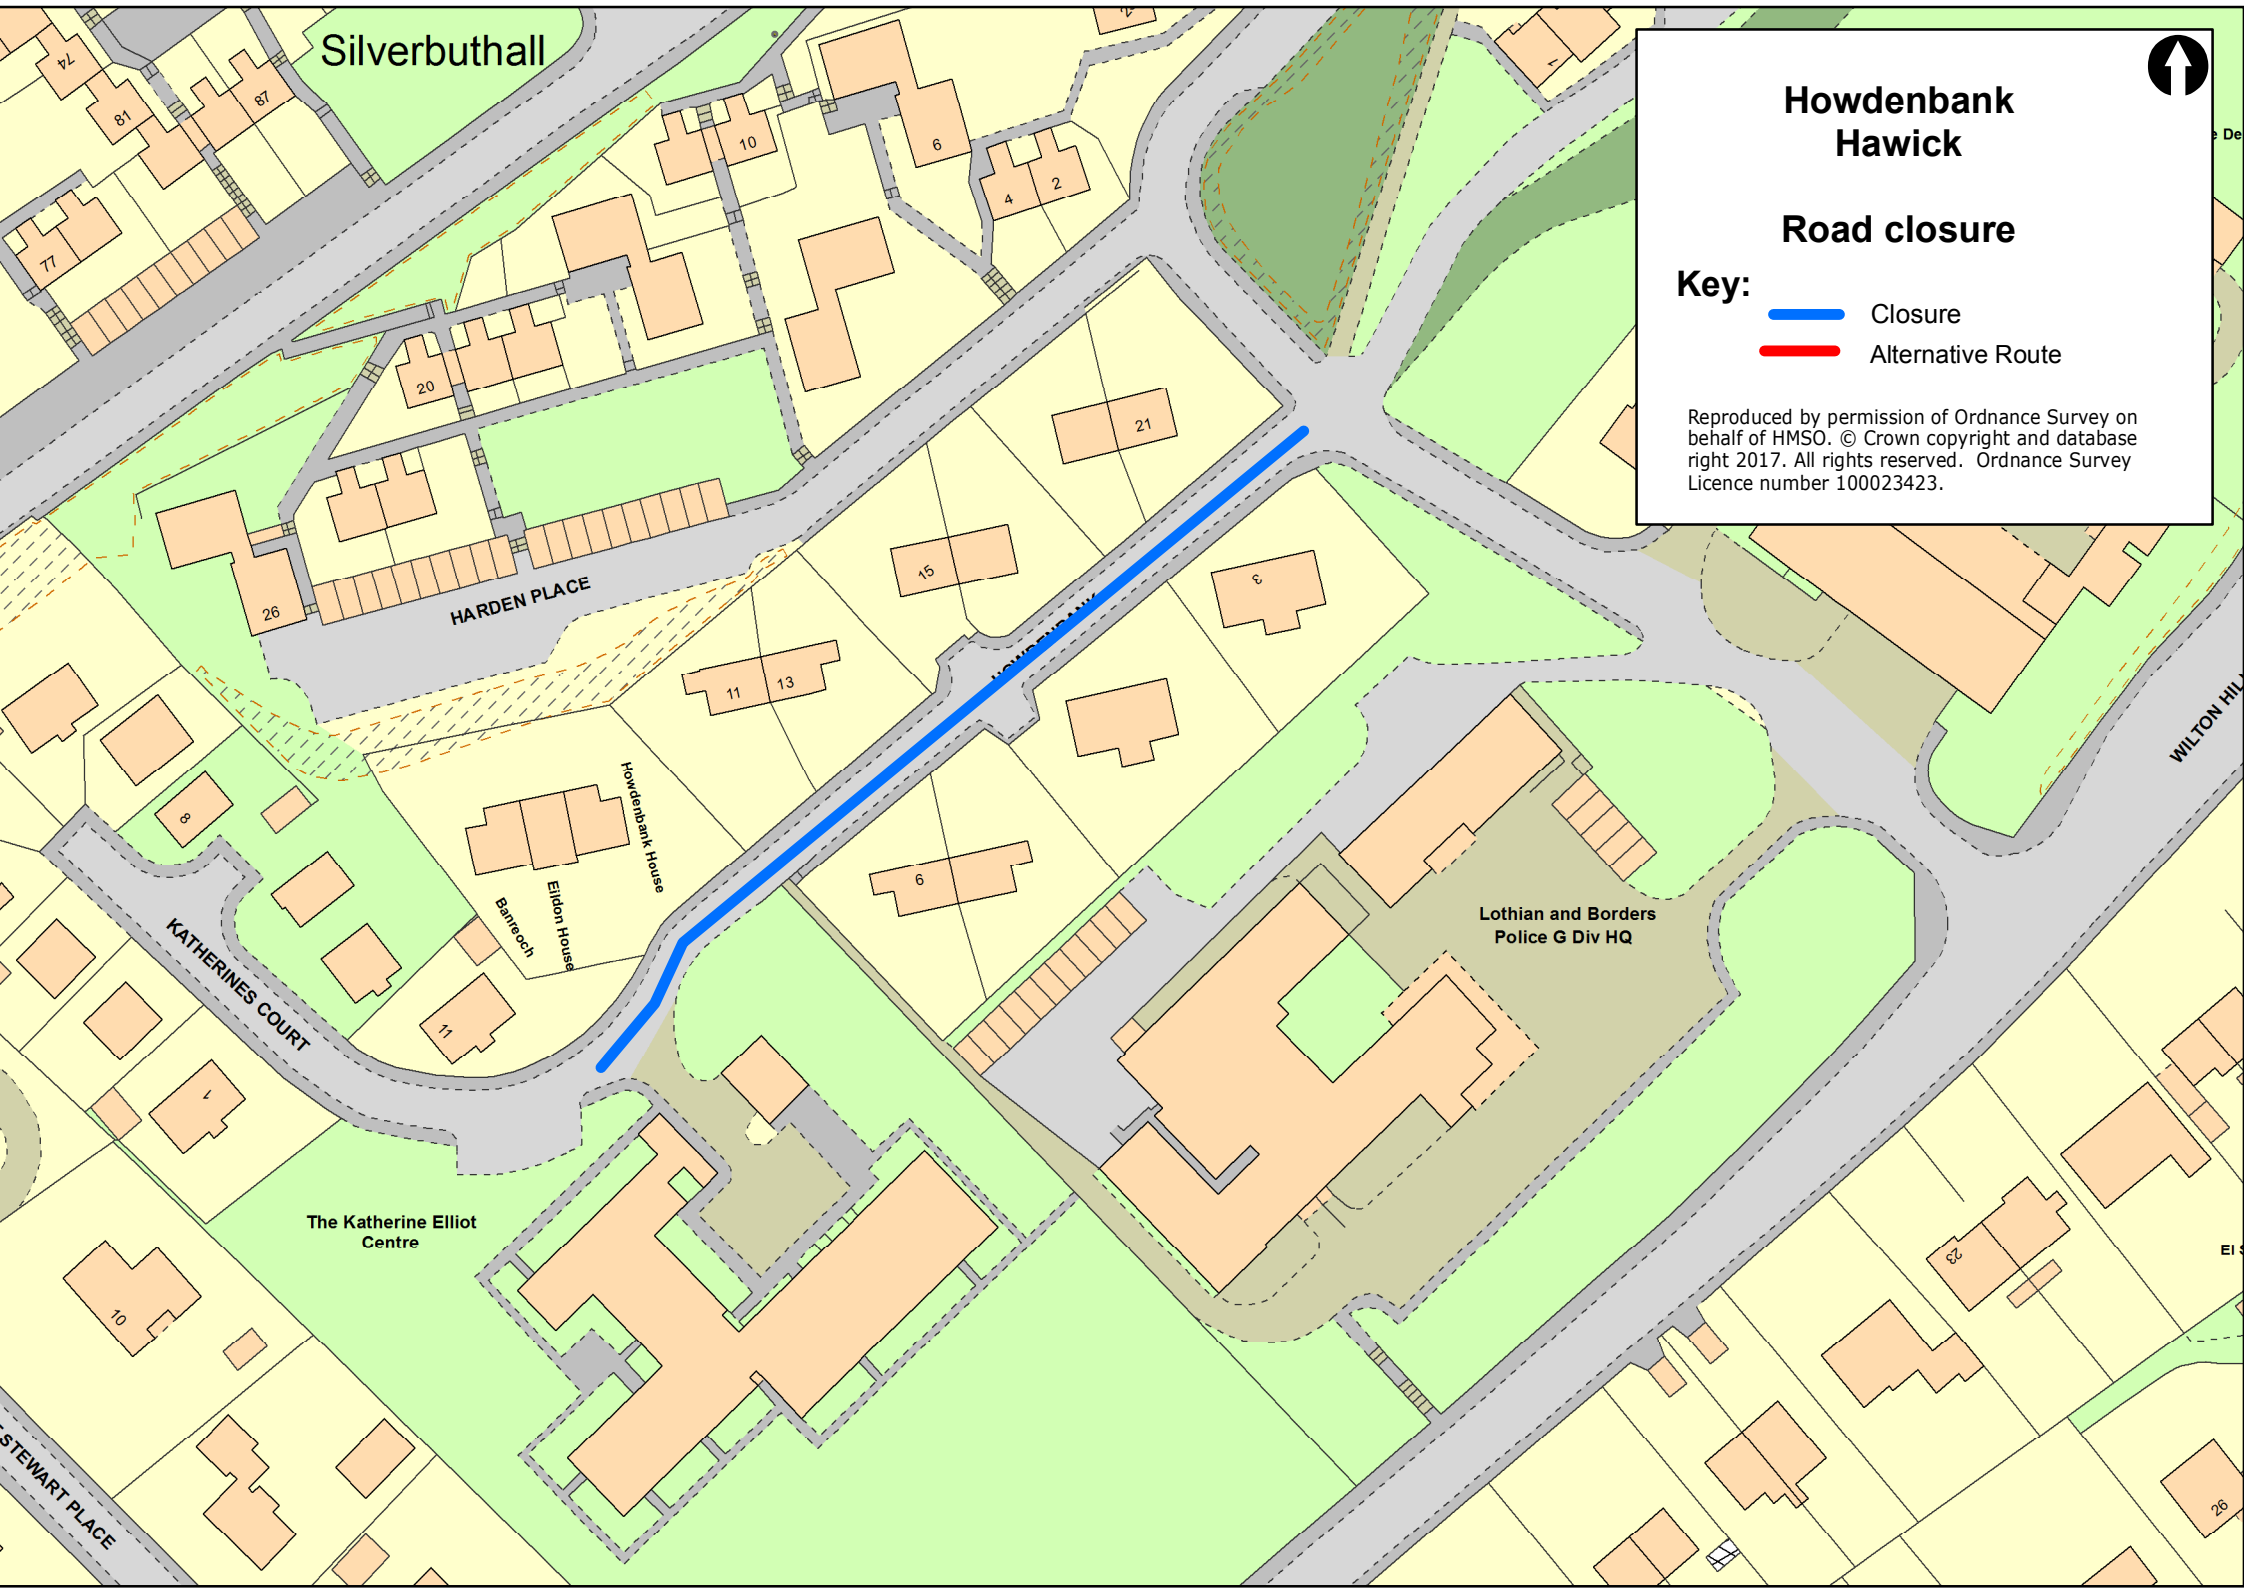 Silverbuthall
Howdenbank
Hawick
Road closure
Key:
Closure
Alternative Route
Reproduced by permission of Ordnance Survey on
behalf of HMSO. © Crown copyright and database
right 2017. All rights reserved. Ordnance Survey
Licence number 100023423.
74
81
87
77
10
6
4
2
20
26
HARDEN PLACE
21
15
3
11
13
6
8
Howdenbank House
Eildon House
Banreoch
KATHERINES COURT
11
1
Lothian and Borders
Police G Div HQ
WILTON HIL
The Katherine Elliot
Centre
10
STEWART PLACE
23
26